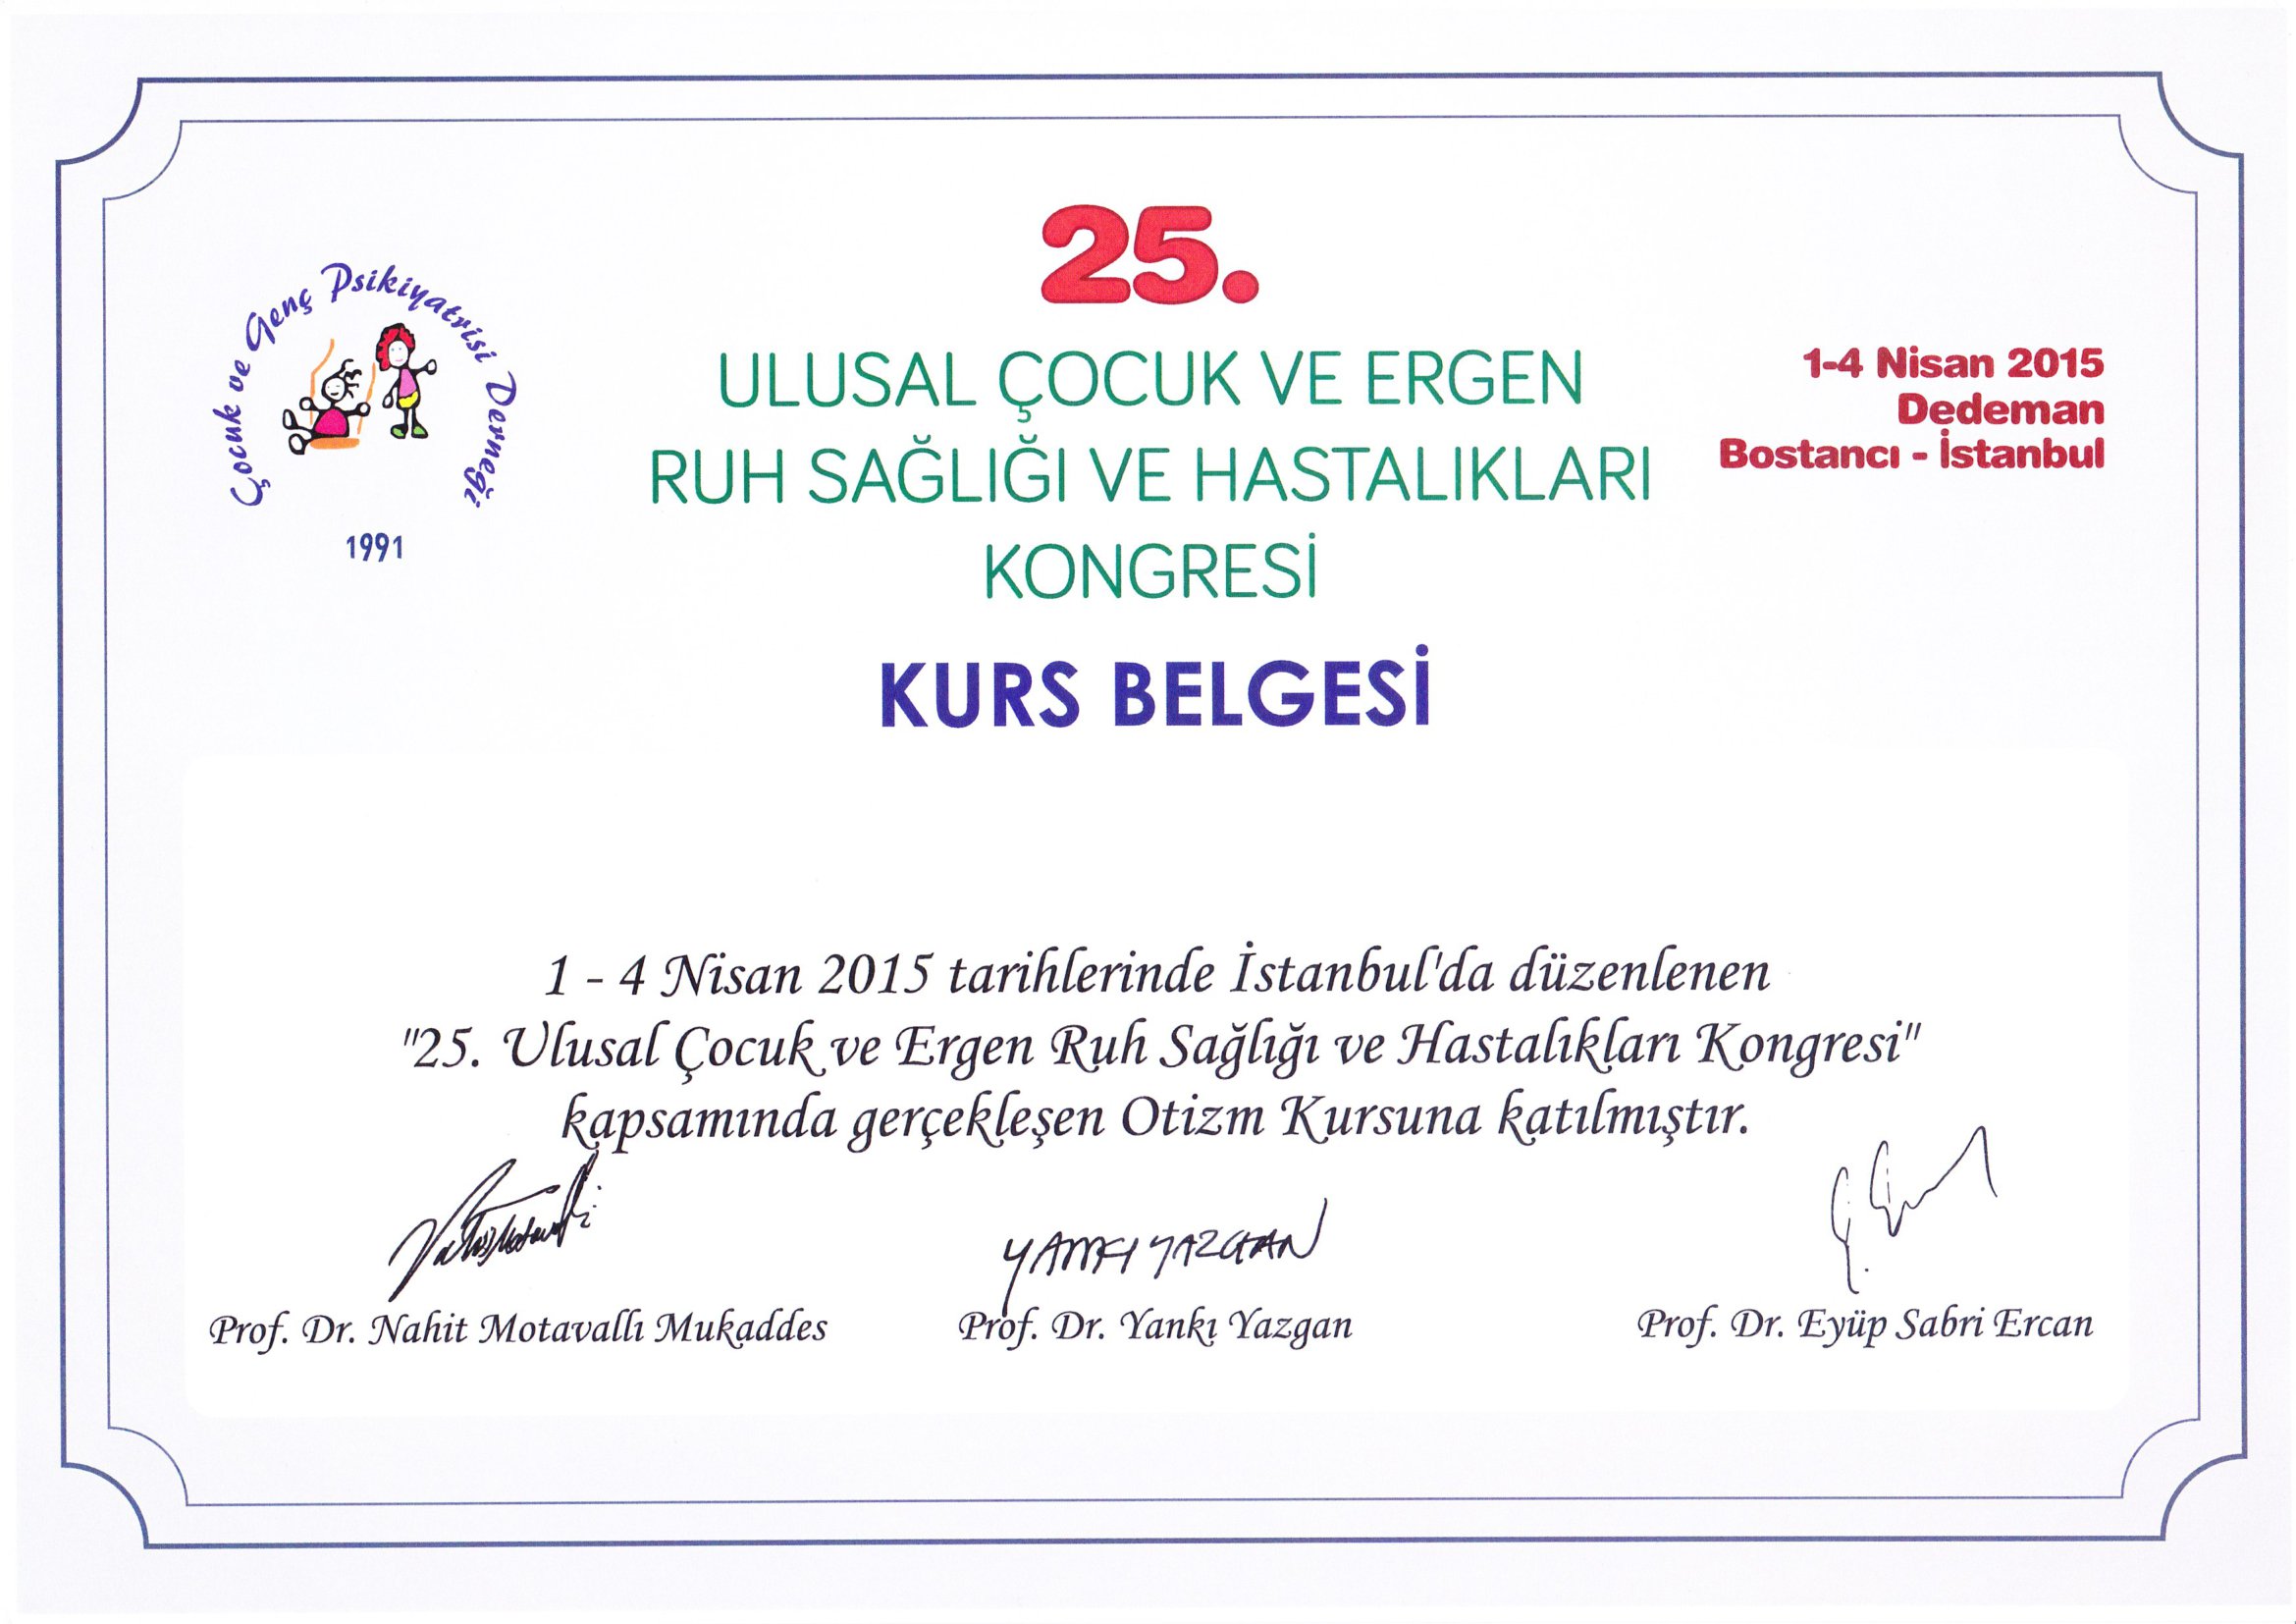 Çocuk ve Genç Psikiyatrisi Derneği
1991
25.
ULUSAL ÇOCUK VE ERGEN
RUH SAĞLIĞI VE HASTALIKLARI
KONGRESİ
1-4 Nisan 2015
Dedeman
Bostancı - İstanbul
KURS BELGESİ
1 - 4 Nisan 2015 tarihlerinde İstanbul'da düzenlenen
"25. Ulusal Çocuk ve Ergen Ruh Sağlığı ve Hastalıkları Kongresi"
kapsamında gerçekleşen Otizm Kursuna katılmıştır.
YANKI YAZGAN
Prof. Dr. Nahit Motavallı Mukaddes
Prof. Dr. Yankı Yazgan
Prof. Dr. Eyüp Sabri Ercan